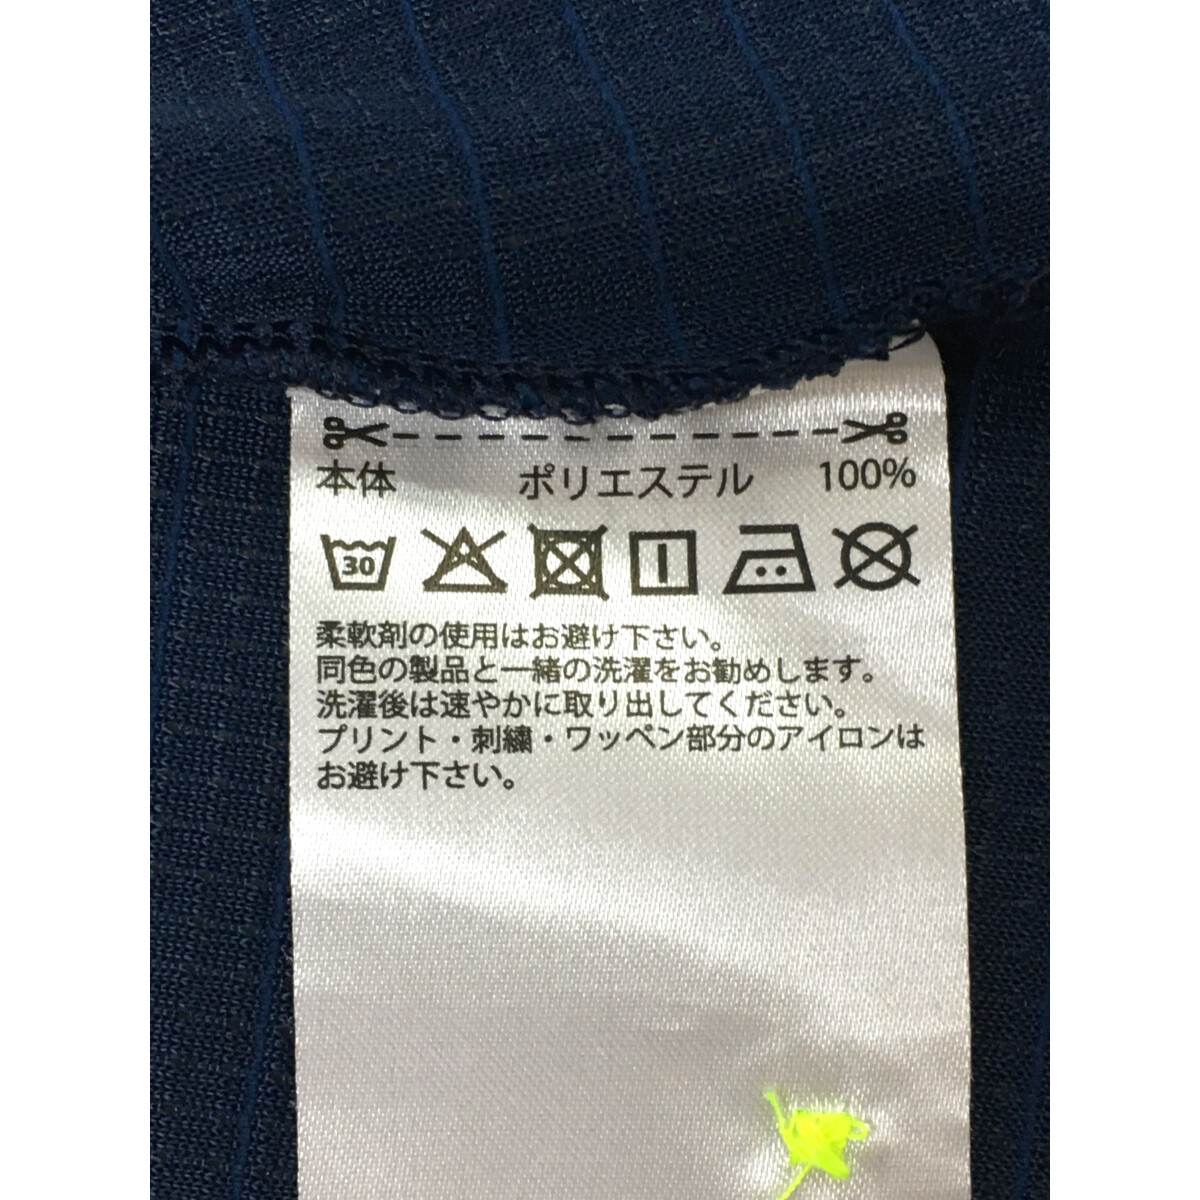 本体 ポリエステル 100%
30
柔軟剤の使用はお避け下さい。
同色の製品と一緒の洗濯をお勧めします。
洗濯後は速やかに取り出してください。
プリント・刺繍・ワッペン部分のアイロンは
お避け下さい。